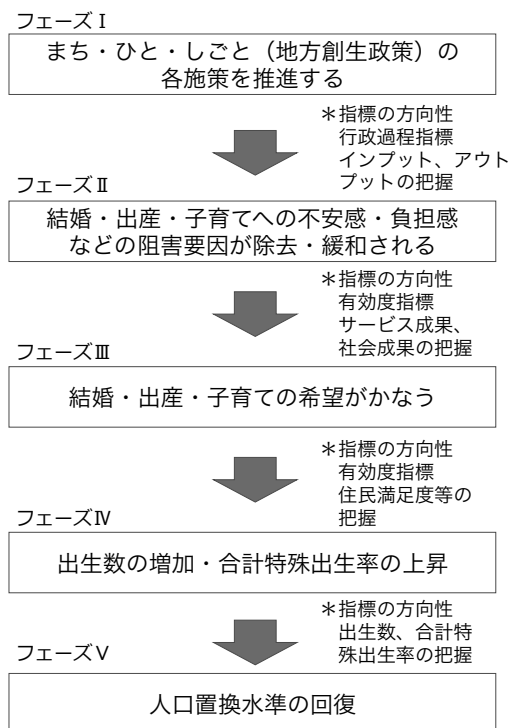 フェーズⅠ
まち・ひと・しごと（地方創生政策）の
各施策を推進する
＊指標の方向性
行政過程指標
インプット、アウト
プットの把握
フェーズⅡ
結婚・出産・子育てへの不安感・負担感
などの阻害要因が除去・緩和される
＊指標の方向性
有効度指標
サービス成果、
社会成果の把握
フェーズⅢ
結婚・出産・子育ての希望がかなう
＊指標の方向性
有効度指標
住民満足度等の
把握
フェーズⅣ
出生数の増加・合計特殊出生率の上昇
＊指標の方向性
出生数、合計特
殊出生率の把握
フェーズⅤ
人口置換水準の回復